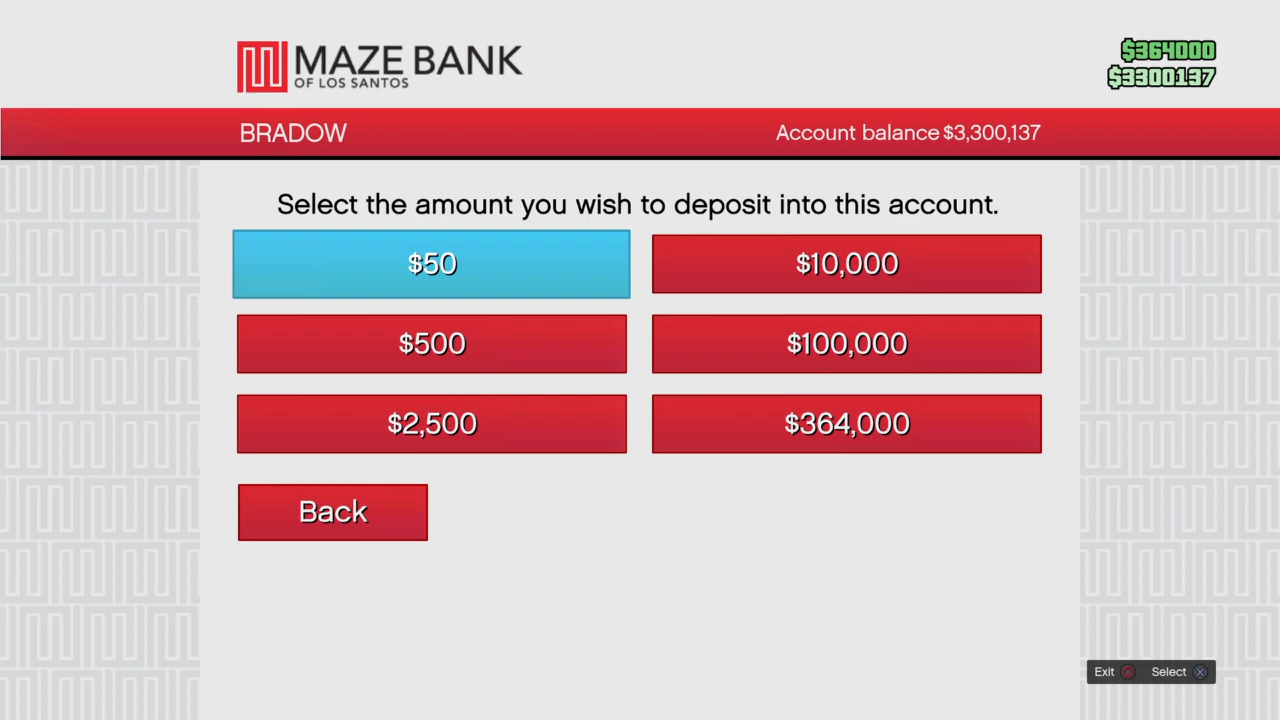 MAZE BANK
OF LOS SANTOS
$364000
$3300137
BRADOW
Account balance $3,300,137
Select the amount you wish to deposit into this account.
$50
$10,000
$500
$100,000
$2,500
$364,000
Back
Exit Select